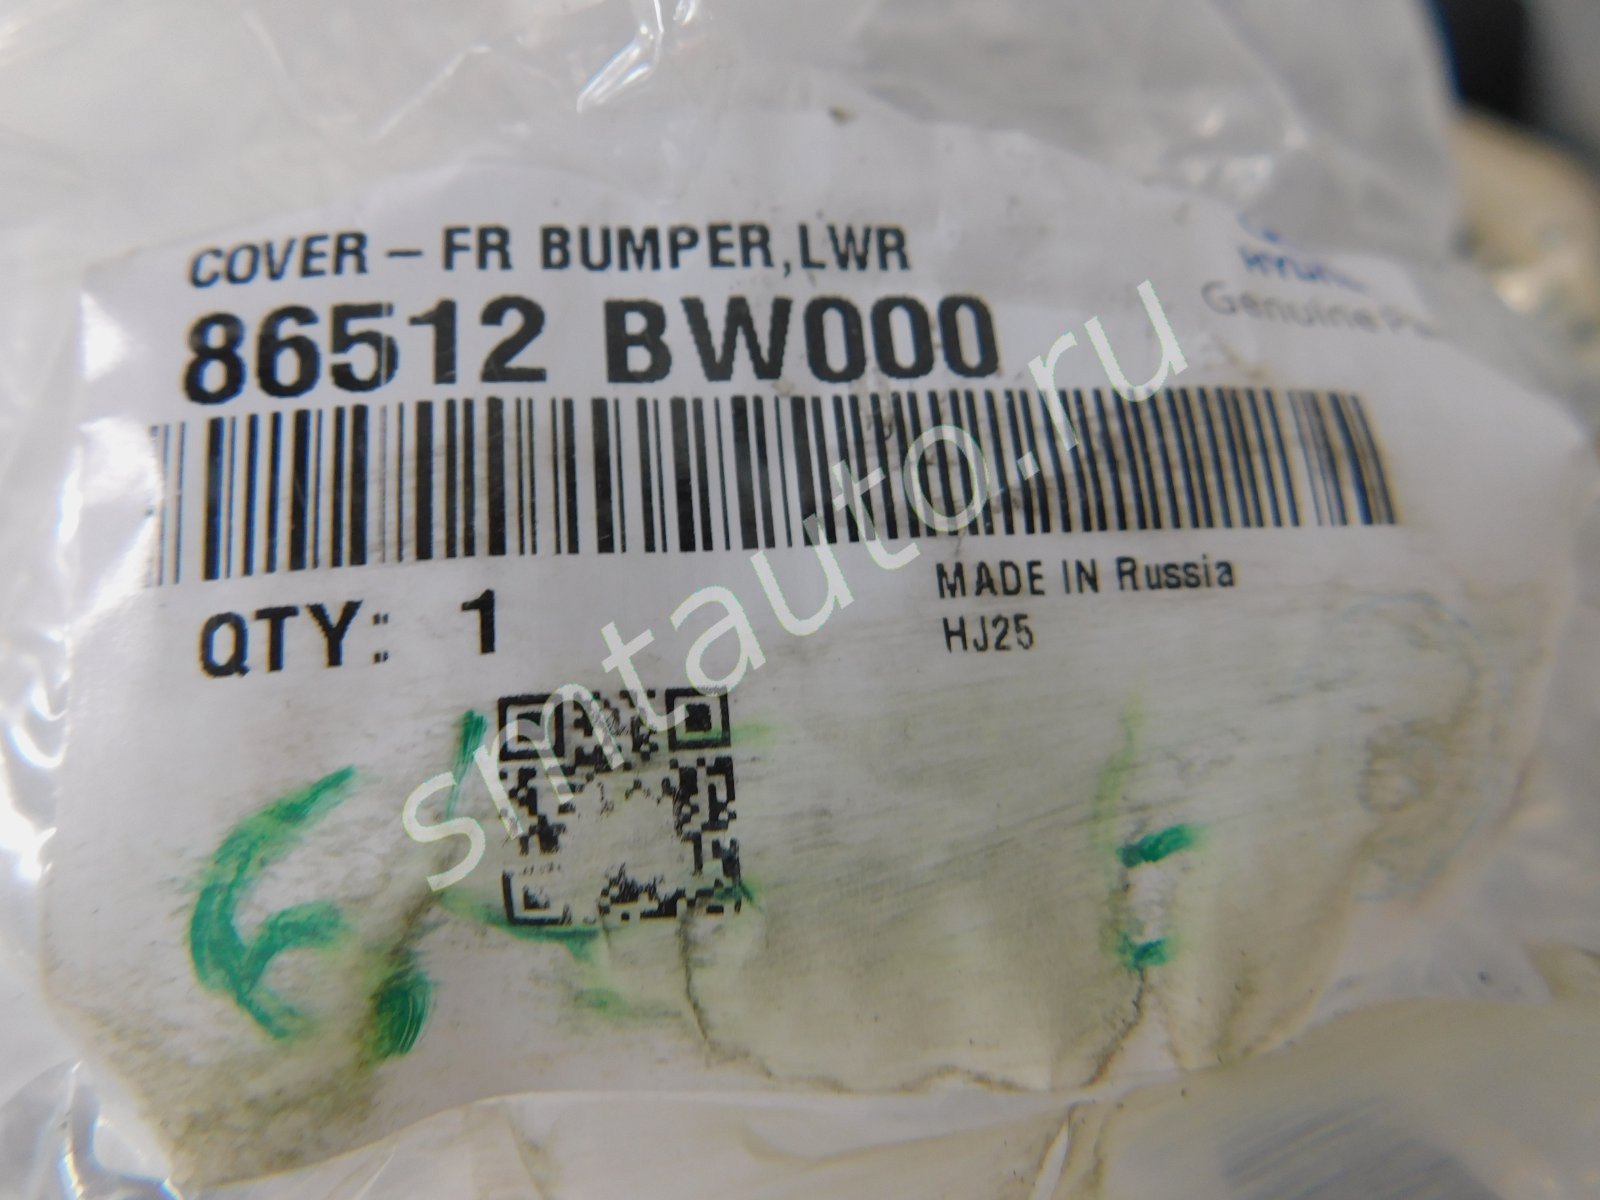 COVER - FR BUMPER,LWR
86512 BW000
Genuine
QTY: 1
MADE IN Russia
HJ25
smtauto.ru